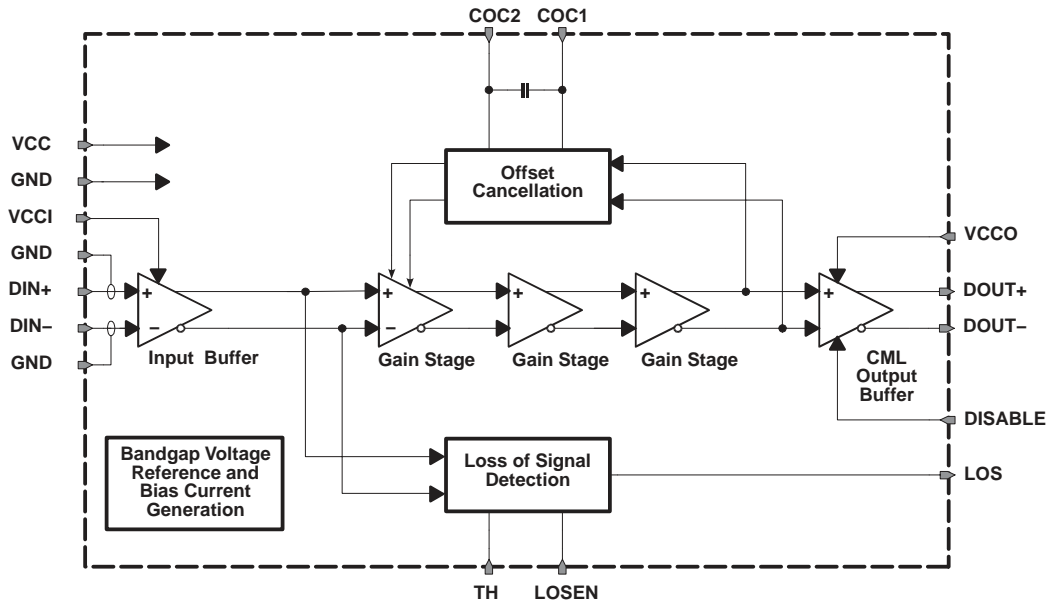 COC2 COC1
VCC
GND
VCCI
GND
DIN+
DIN–
GND
Offset
Cancellation
VCCO
DOUT+
DOUT–
DISABLE
LOS
+
–
Input Buffer
+
–
Gain Stage
+
Gain Stage
+
Gain Stage
+
CML
Output
Buffer
Bandgap Voltage
Reference and
Bias Current
Generation
Loss of Signal
Detection
TH LOSEN